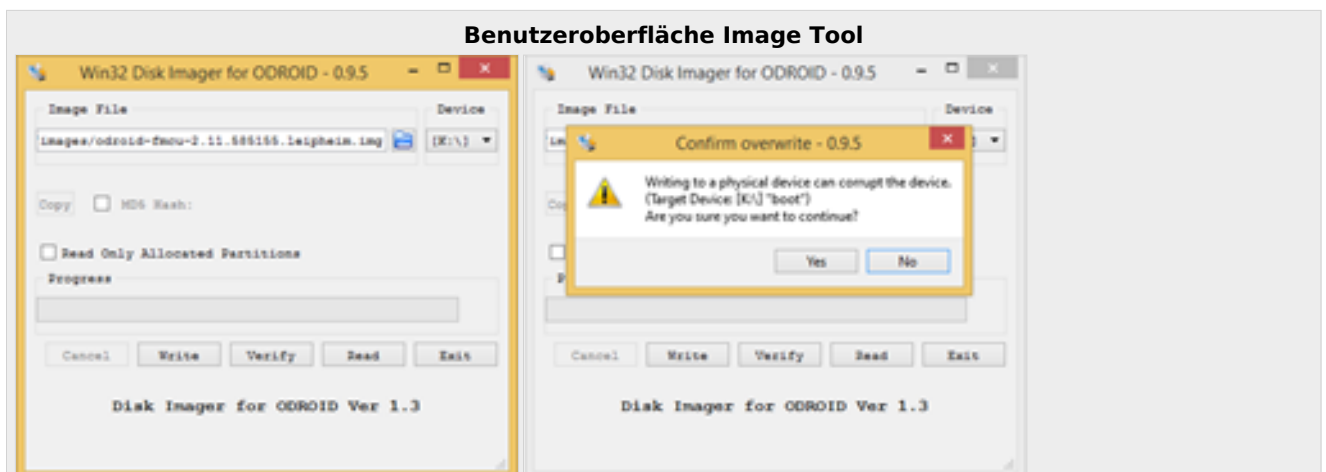 Benutzeroberfläche Image Tool
Win32 Disk Imager for ODROID - 0.9.5
Image File
Device
images/odroid-fmcu-2.11.585155.leipheim.img
[K:\]
Copy
MD5 Hash:
Read Only Allocated Partitions
Progress
Cancel Write Verify Read Exit
Disk Imager for ODROID Ver 1.3
Win32 Disk Imager for ODROID - 0.9.5
Image File
Device
Confirm overwrite - 0.9.5
Writing to a physical device can corrupt the device.
(Target Device: [K:\] "boot")
Are you sure you want to continue?
Yes No
Cancel Write Verify Read Exit
Disk Imager for ODROID Ver 1.3